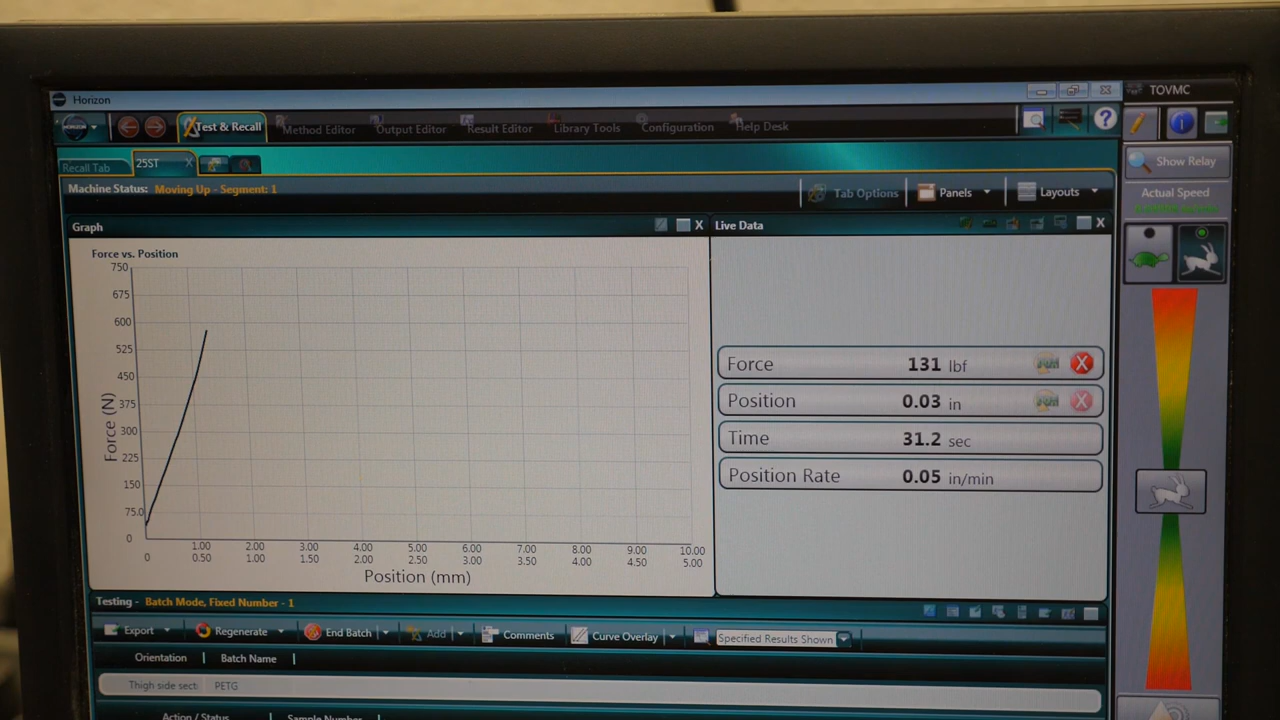 Horizon
TOVMC
HORIZON
Test & Recall
Method Editor
Output Editor
Result Editor
Library Tools
Configuration
Help Desk
?
i
Recall Tab
25ST X
Show Relay
Machine Status: Moving Up - Segment: 1
Tab Options
Panels
Layouts
Actual Speed
Graph
X
Live Data
X
Force vs. Position
750
675
600
525
450
375
300
225
150
75.0
0
Force (N)
1.00 2.00 3.00 4.00 5.00 6.00 7.00 8.00 9.00 10.00
0 0.50 1.00 1.50 2.00 2.50 3.00 3.50 4.00 4.50 5.00
Position (mm)
Force 131 lbf
Position 0.03 in
Time 31.2 sec
Position Rate 0.05 in/min
Testing - Batch Mode, Fixed Number - 1
Export
Regenerate
End Batch
Add
Comments
Curve Overlay
Specified Results Shown
Orientation
Batch Name
Thigh side secti PETG
Action / Status
Sample Number